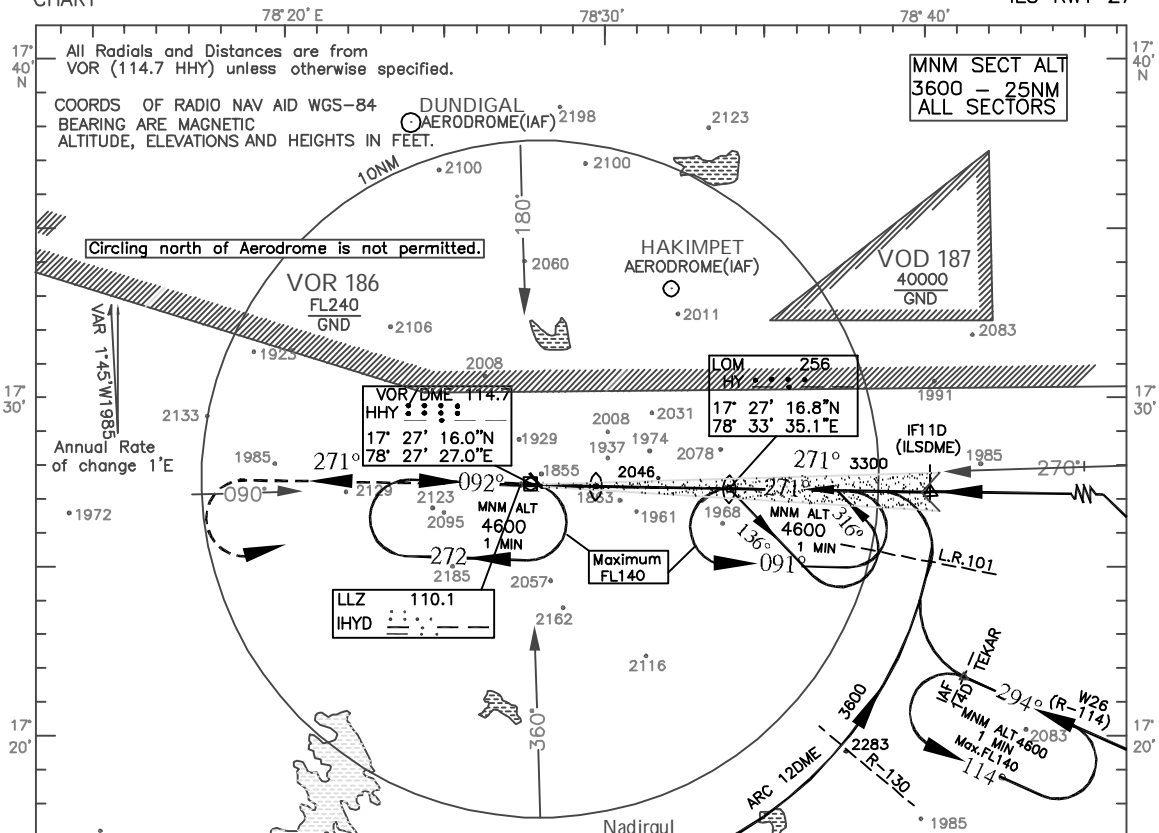 CHART
ILS RWY 27
78°20' E
78°30'
78°40'
17°
40'
N
17°
40'
N
All Radials and Distances are from
VOR (114.7 HHY) unless otherwise specified.
COORDS OF RADIO NAV AID WGS-84
BEARING ARE MAGNETIC
ALTITUDE, ELEVATIONS AND HEIGHTS IN FEET.
MNM SECT ALT
3600 - 25NM
ALL SECTORS
DUNDIGAL
AERODROME(IAF)
2198
2123
10NM
2100
2100
180°
Circling north of Aerodrome is not permitted.
HAKIMPET
AERODROME(IAF)
2060
VOR 186
FL240
GND
VOD 187
40000
GND
VAR 1°45'W1985
2106
2011
2083
1923
2008
LOM 256
HY
17° 27' 16.8"N
78° 33' 35.1"E
1991
17°
30'
17°
30'
VOR/DME 114.7
HHY
17° 27' 16.0"N
78° 27' 27.0"E
2133
2031
2008
1929
1974
1937
2078
IF11D
(ILSDME)
Annual Rate
of change 1'E
1985
271°
1855
2046
271°
3300
1985
270°
090°
2129
092°
271°
1972
2123
2095
MNM ALT
4600
1 MIN
1961
1968
MNM ALT
4600
1 MIN
316°
136°
272
2185
Maximum
FL140
091°
L.R.101
2057
LLZ 110.1
IHYD
2162
2116
TEKAR
IAF
14D
294°
W26
(R-114)
3600
MNM ALT4600
1 MIN
Max.FL140
2083
114°
360°
17°
20'
17°
20'
2283
R-130
ARC 12DME
1985
Nadirgul